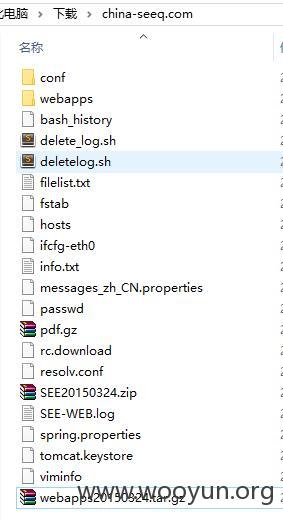 电脑 › 下载 › china-seeq.com
名称
conf
webapps
bash_history
delete_log.sh
deletelog.sh
filelist.txt
fstab
hosts
ifcfg-eth0
info.txt
messages_zh_CN.properties
passwd
pdf.gz
rc.download
resolv.conf
SEE20150324.zip
SEE-WEB.log
spring.properties
tomcat.keystore
viminfo
webapps20150324.tar.gz
www.wooyun.org